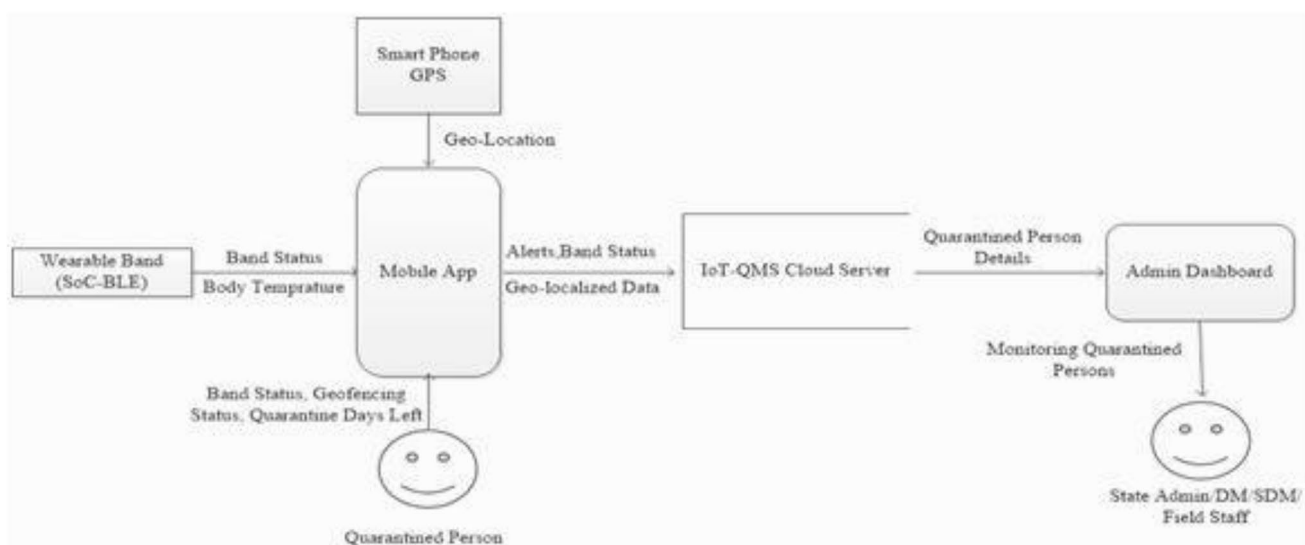 Smart Phone
GPS
Geo-Location
Wearable Band
(SoC-BLE)
Band Status
Body Temprature
Mobile App
Alerts,Band Status
Geo-localized Data
IoT-QMS Cloud Server
Quarantined Person
Details
Admin Dashboard
Monitoring Quarantined
Persons
Band Status, Geofencing
Status, Quarantine Days Left
Quarantined Person
State Admin/DM/SDM/
Field Staff